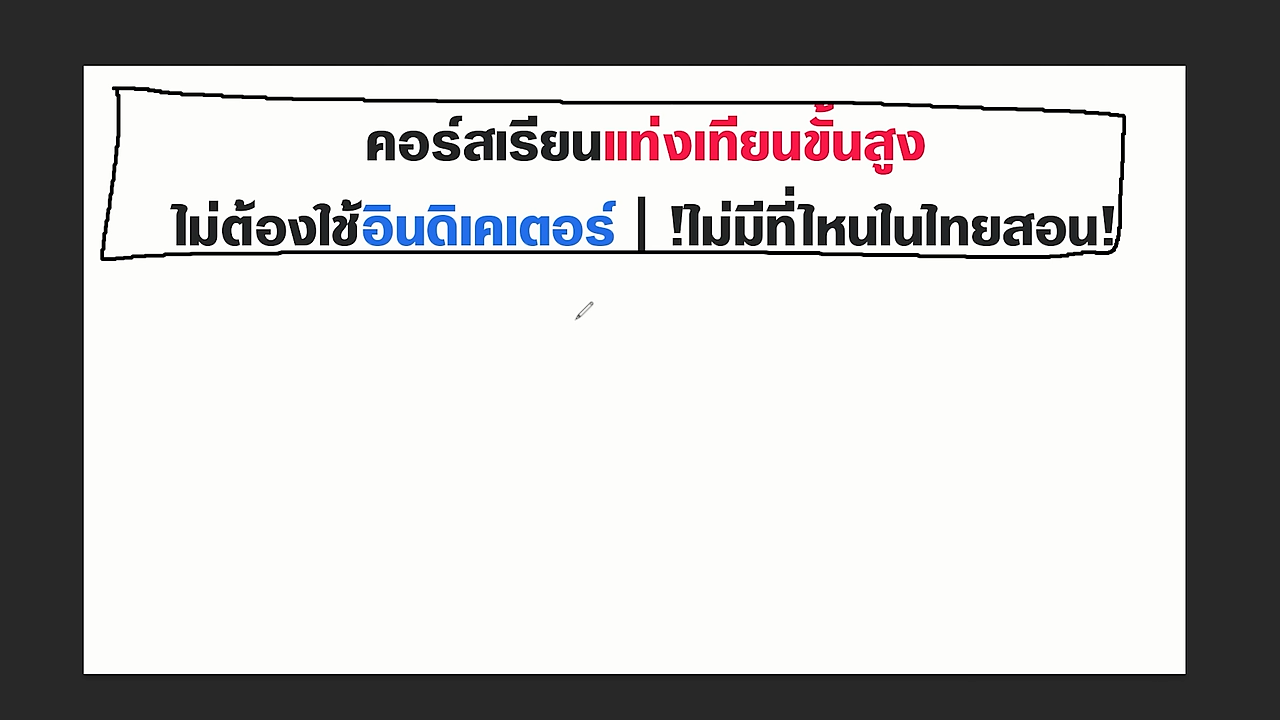 คอร์สเรียนแท่งเทียนขั้นสูง
ไม่ต้องใช้อินดิเคเตอร์ | !ไม่มีที่ไหนในไทยสอน!